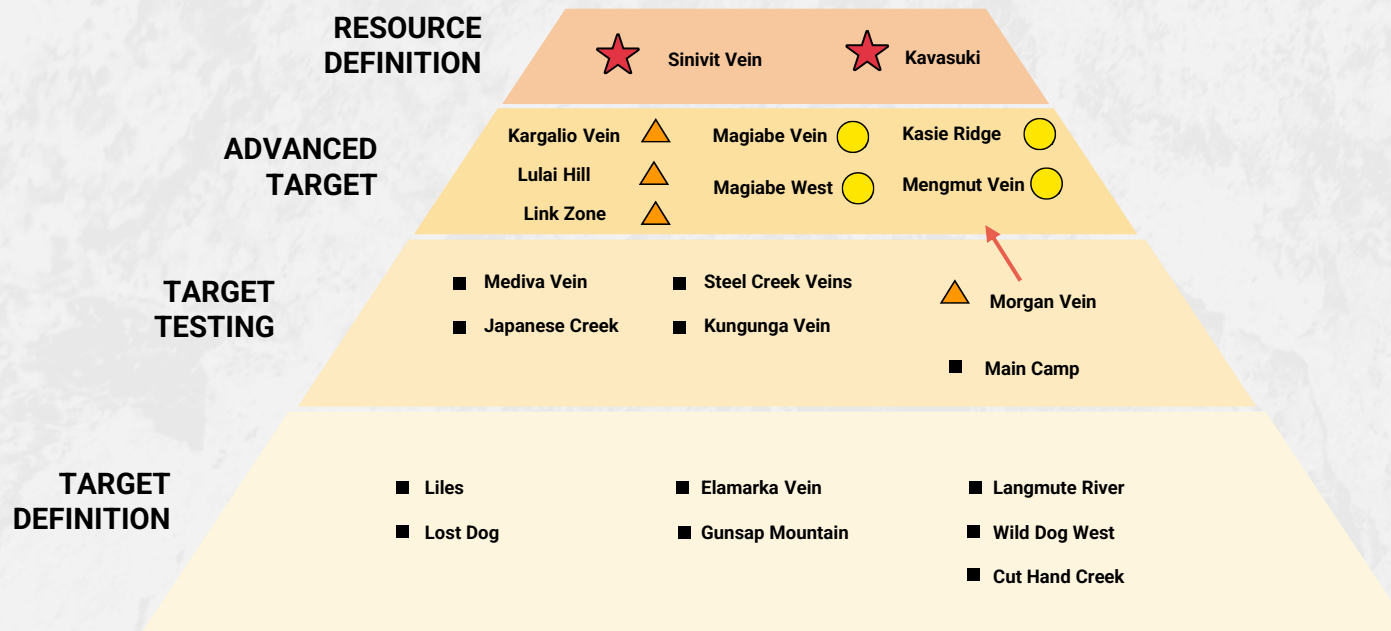 RESOURCE
DEFINITION
Sinivit Vein
Kavasuki
ADVANCED
TARGET
Kargalio Vein
Magiabe Vein
Kasie Ridge
Lulai Hill
Magiabe West
Mengmut Vein
Link Zone
TARGET
TESTING
Mediva Vein
Steel Creek Veins
Morgan Vein
Japanese Creek
Kungunga Vein
Main Camp
TARGET
DEFINITION
Liles
Elamarka Vein
Langmute River
Lost Dog
Gunsap Mountain
Wild Dog West
Cut Hand Creek